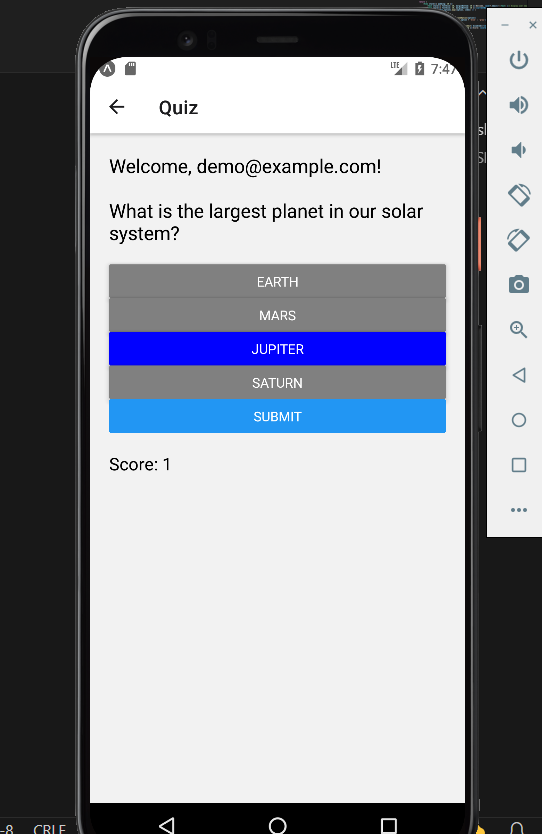 LTE
7:47
Quiz
Welcome, demo@example.com!
What is the largest planet in our solar
system?
EARTH
MARS
JUPITER
SATURN
SUBMIT
Score: 1
-8
CRLF